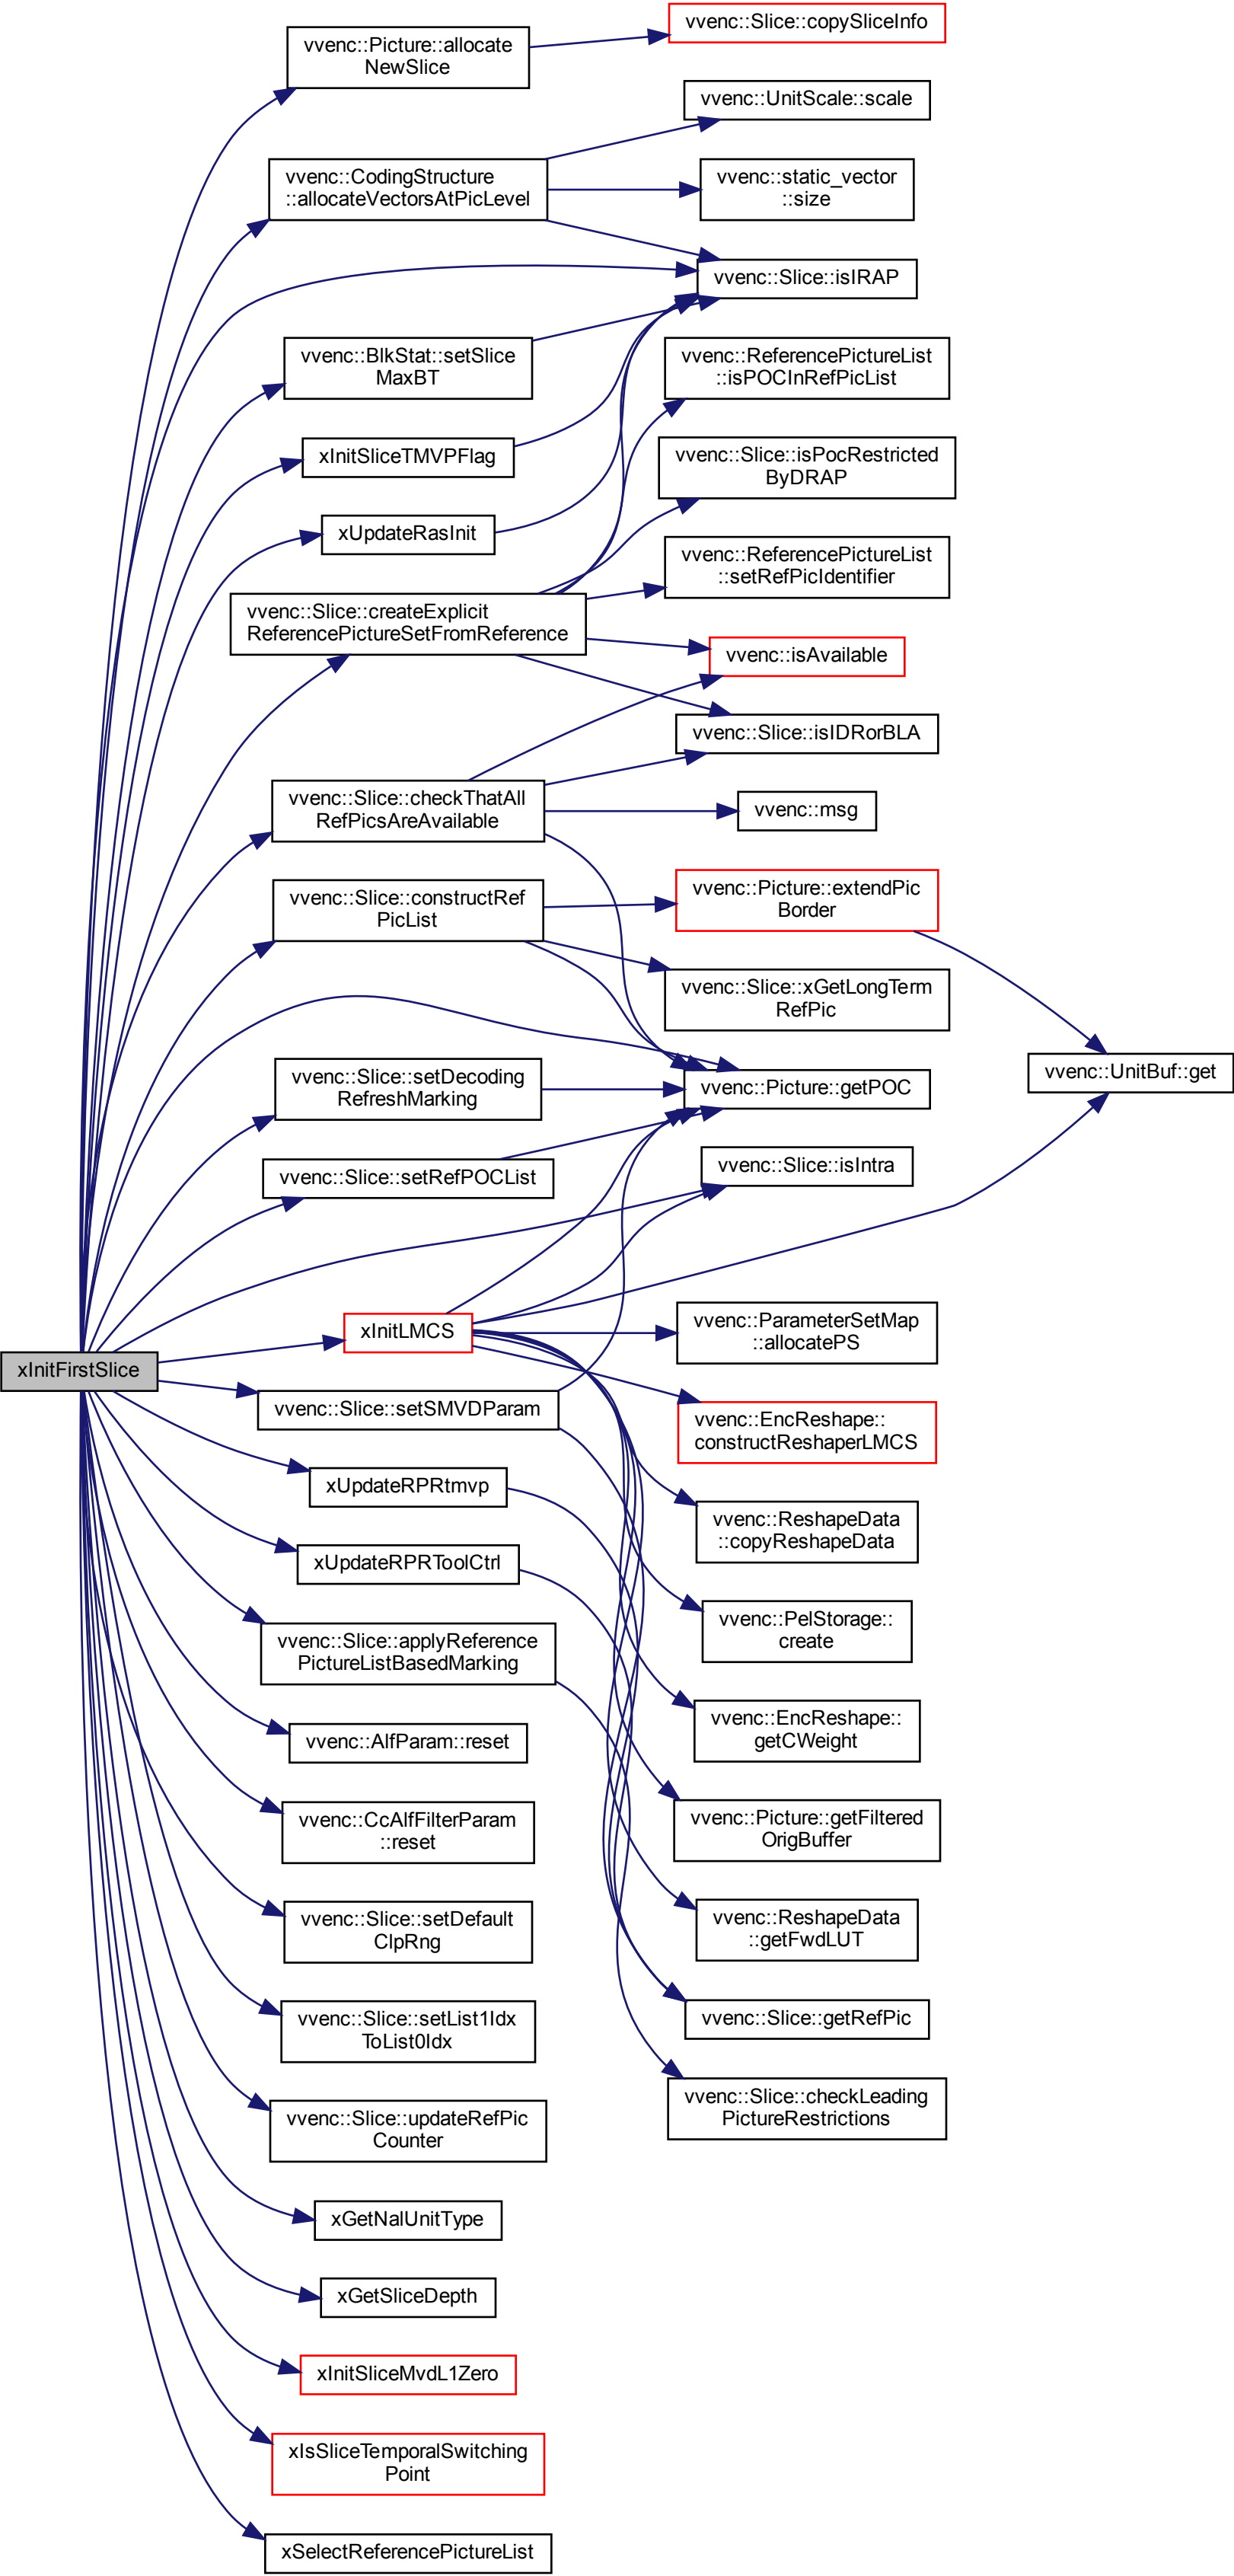 xInitFirstSlice
vvenc::Picture::allocate
NewSlice
vvenc::CodingStructure
::allocateVectorsAtPicLevel
vvenc::BlkStat::setSlice
MaxBT
xInitSliceTMVPFlag
xUpdateRasInit
vvenc::Slice::createExplicit
ReferencePictureSetFromReference
vvenc::Slice::checkThatAll
RefPicsAreAvailable
vvenc::Slice::constructRef
PicList
vvenc::Slice::setDecoding
RefreshMarking
vvenc::Slice::setRefPOCList
xInitLMCS
vvenc::Slice::setSMVDParam
xUpdateRPRtmvp
xUpdateRPRToolCtrl
vvenc::Slice::applyReference
PictureListBasedMarking
vvenc::AlfParam::reset
vvenc::CcAlfFilterParam
::reset
vvenc::Slice::setDefault
ClpRng
vvenc::Slice::setList1Idx
ToList0Idx
vvenc::Slice::updateRefPic
Counter
xGetNalUnitType
xGetSliceDepth
xInitSliceMvdL1Zero
xIsSliceTemporalSwitching
Point
xSelectReferencePictureList
vvenc::Slice::copySliceInfo
vvenc::UnitScale::scale
vvenc::static_vector
::size
vvenc::Slice::isIRAP
vvenc::ReferencePictureList
::isPOCInRefPicList
vvenc::Slice::isPocRestricted
ByDRAP
vvenc::ReferencePictureList
::setRefPicIdentifier
vvenc::isAvailable
vvenc::Slice::isIDRorBLA
vvenc::msg
vvenc::Picture::extendPic
Border
vvenc::Slice::xGetLongTerm
RefPic
vvenc::Picture::getPOC
vvenc::Slice::isIntra
vvenc::ParameterSetMap
::allocatePS
vvenc::EncReshape::
constructReshaperLMCS
vvenc::ReshapeData
::copyReshapeData
vvenc::PelStorage::
create
vvenc::EncReshape::
getCWeight
vvenc::Picture::getFiltered
OrigBuffer
vvenc::ReshapeData
::getFwdLUT
vvenc::Slice::getRefPic
vvenc::Slice::checkLeading
PictureRestrictions
vvenc::UnitBuf::get